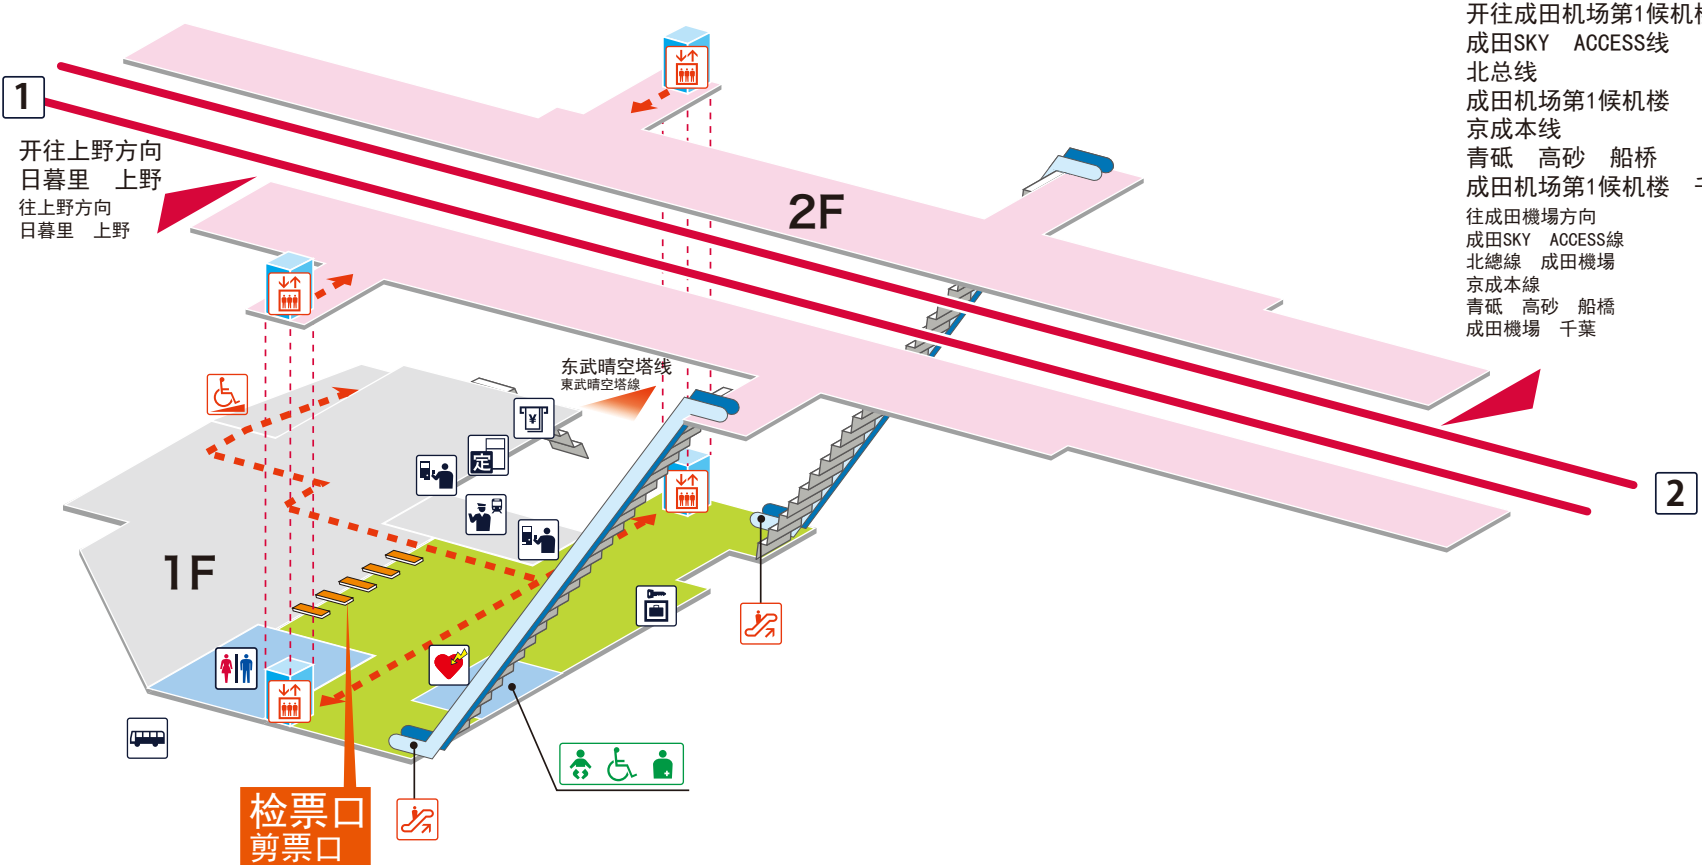 1
开往上野方向
日暮里　上野
往上野方向
日暮里　上野
2F
开往成田机场第1候机
成田SKY　ACCESS线
北总线
成田机场第1候机楼
京成本线
青砥　高砂　船桥
成田机场第1候机楼
往成田機場方向
成田SKY　ACCESS線
北總線　成田機場
京成本線
青砥　高砂　船橋
成田機場　千葉
东武晴空塔线
東武晴空塔線
¥
定
1F
2
检票口
剪票口